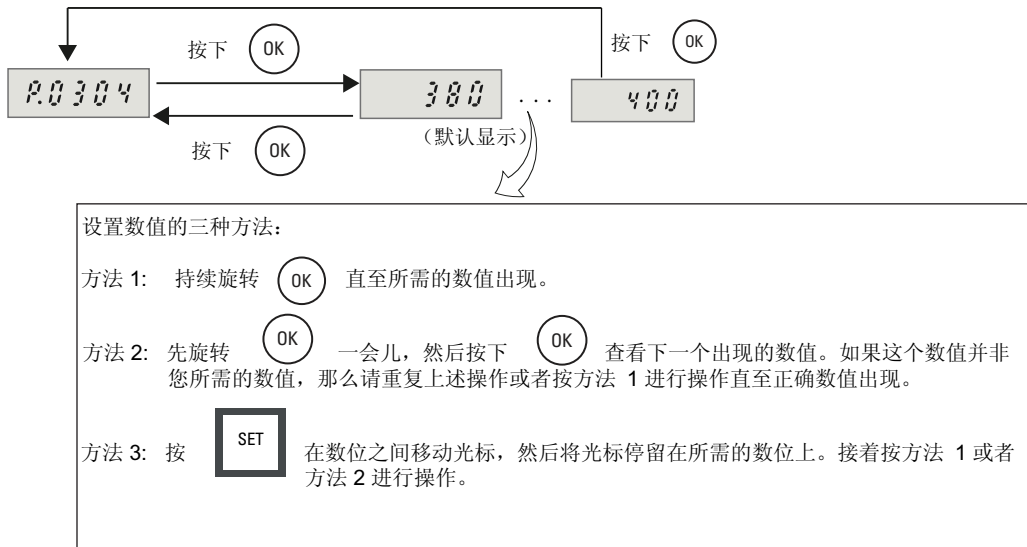 按下 OK
按下 OK
P.0304
380 ... 400
（默认显示）
按下 OK
设置数值的三种方法：
方法 1: 持续旋转 OK 直至所需的数值出现。
方法 2: 先旋转 OK 一会儿，然后按下 OK 查看下一个出现的数值。如果这个数值并非
您所需的数值，那么请重复上述操作或者按方法 1 进行操作直至正确数值出现。
方法 3: 按 SET 在数位之间移动光标，然后将光标停留在所需的数位上。接着按方法 1 或者
方法 2 进行操作。